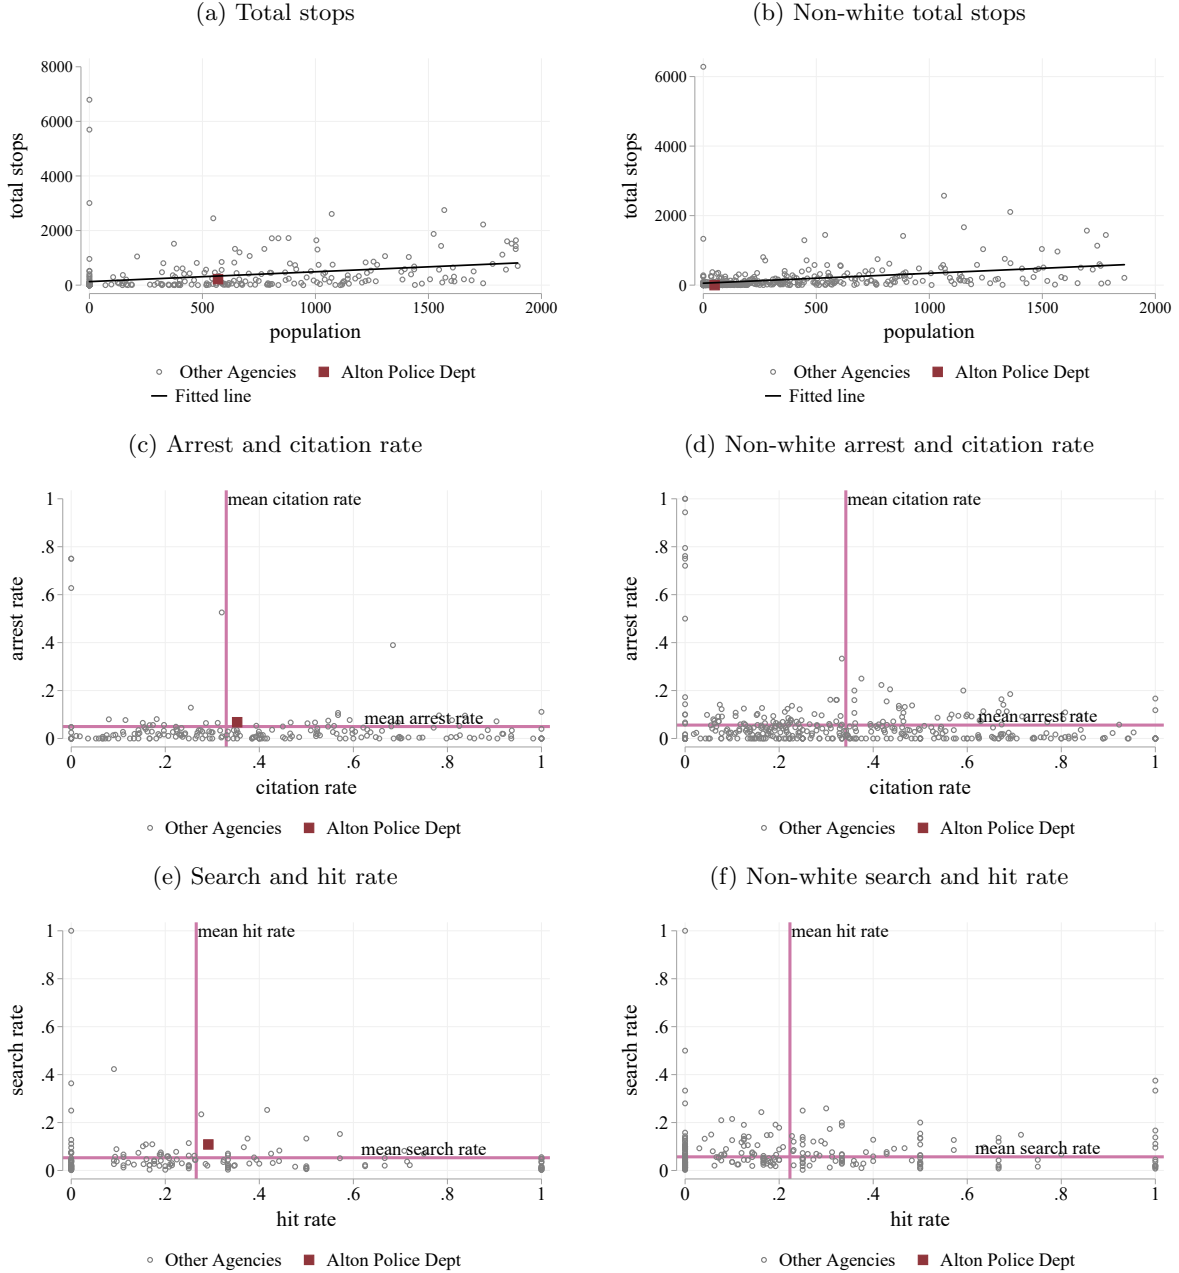 (a) Total stops
(b) Non-white total stops
8000
6000
4000
2000
0
total stops
0
500
1000
1500
2000
population
Other Agencies
Alton Police Dept
Fitted line
6000
4000
2000
0
total stops
0
500
1000
1500
2000
population
Other Agencies
Alton Police Dept
Fitted line
(c) Arrest and citation rate
(d) Non-white arrest and citation rate
1
.8
.6
.4
.2
0
arrest rate
mean citation rate
mean arrest rate
0
.2
.4
.6
.8
1
citation rate
Other Agencies
Alton Police Dept
1
.8
.6
.4
.2
0
arrest rate
mean citation rate
mean arrest rate
0
.2
.4
.6
.8
1
citation rate
Other Agencies
Alton Police Dept
(e) Search and hit rate
(f) Non-white search and hit rate
1
.8
.6
.4
.2
0
search rate
mean hit rate
mean search rate
0
.2
.4
.6
.8
1
hit rate
Other Agencies
Alton Police Dept
1
.8
.6
.4
.2
0
search rate
mean hit rate
mean search rate
0
.2
.4
.6
.8
1
hit rate
Other Agencies
Alton Police Dept